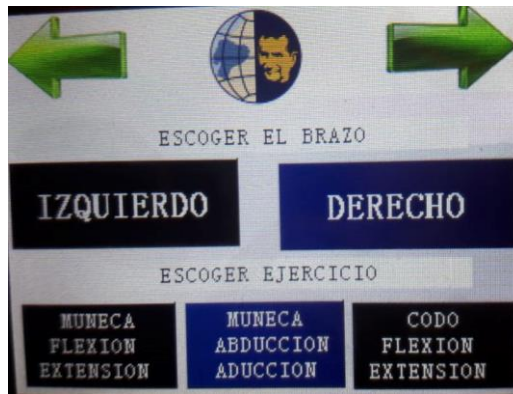 ESCOGER EL BRAZO
IZQUIERDO
DERECHO
ESCOGER EJERCICIO
MUNECA
FLEXION
EXTENSION
MUNECA
ABDUCCION
ADUCCION
CODO
FLEXION
EXTENSION